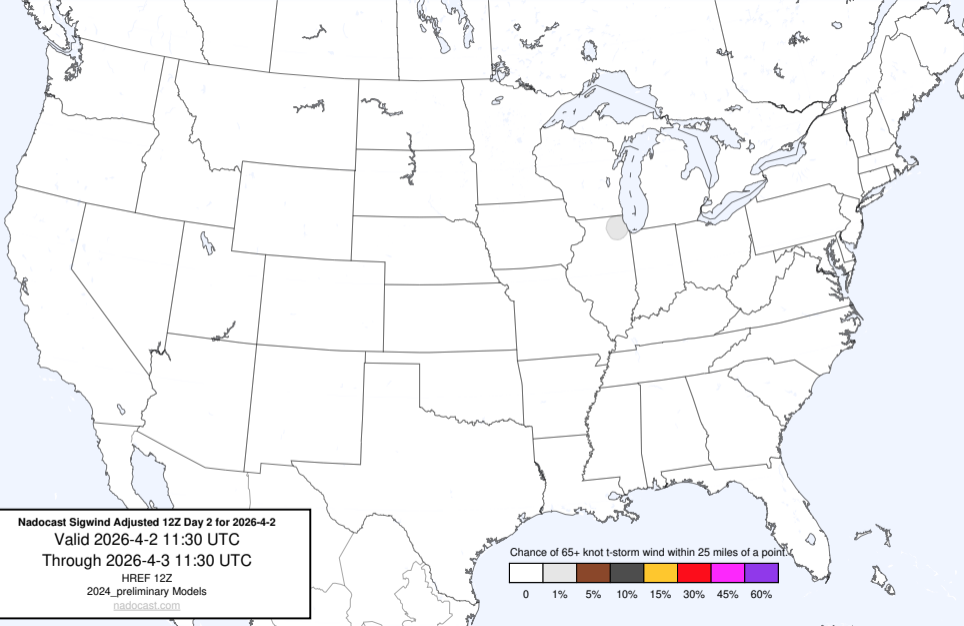 Nadocast Sigwind Adjusted 12Z Day 2 for 2026-4-2
Valid 2026-4-2 11:30 UTC
Through 2026-4-3 11:30 UTC
HREF 12Z
2024_preliminary Models
nadocast.com
Chance of 65+ knot t-storm wind within 25 miles of a point.
0 1% 5% 10% 15% 30% 45% 60%